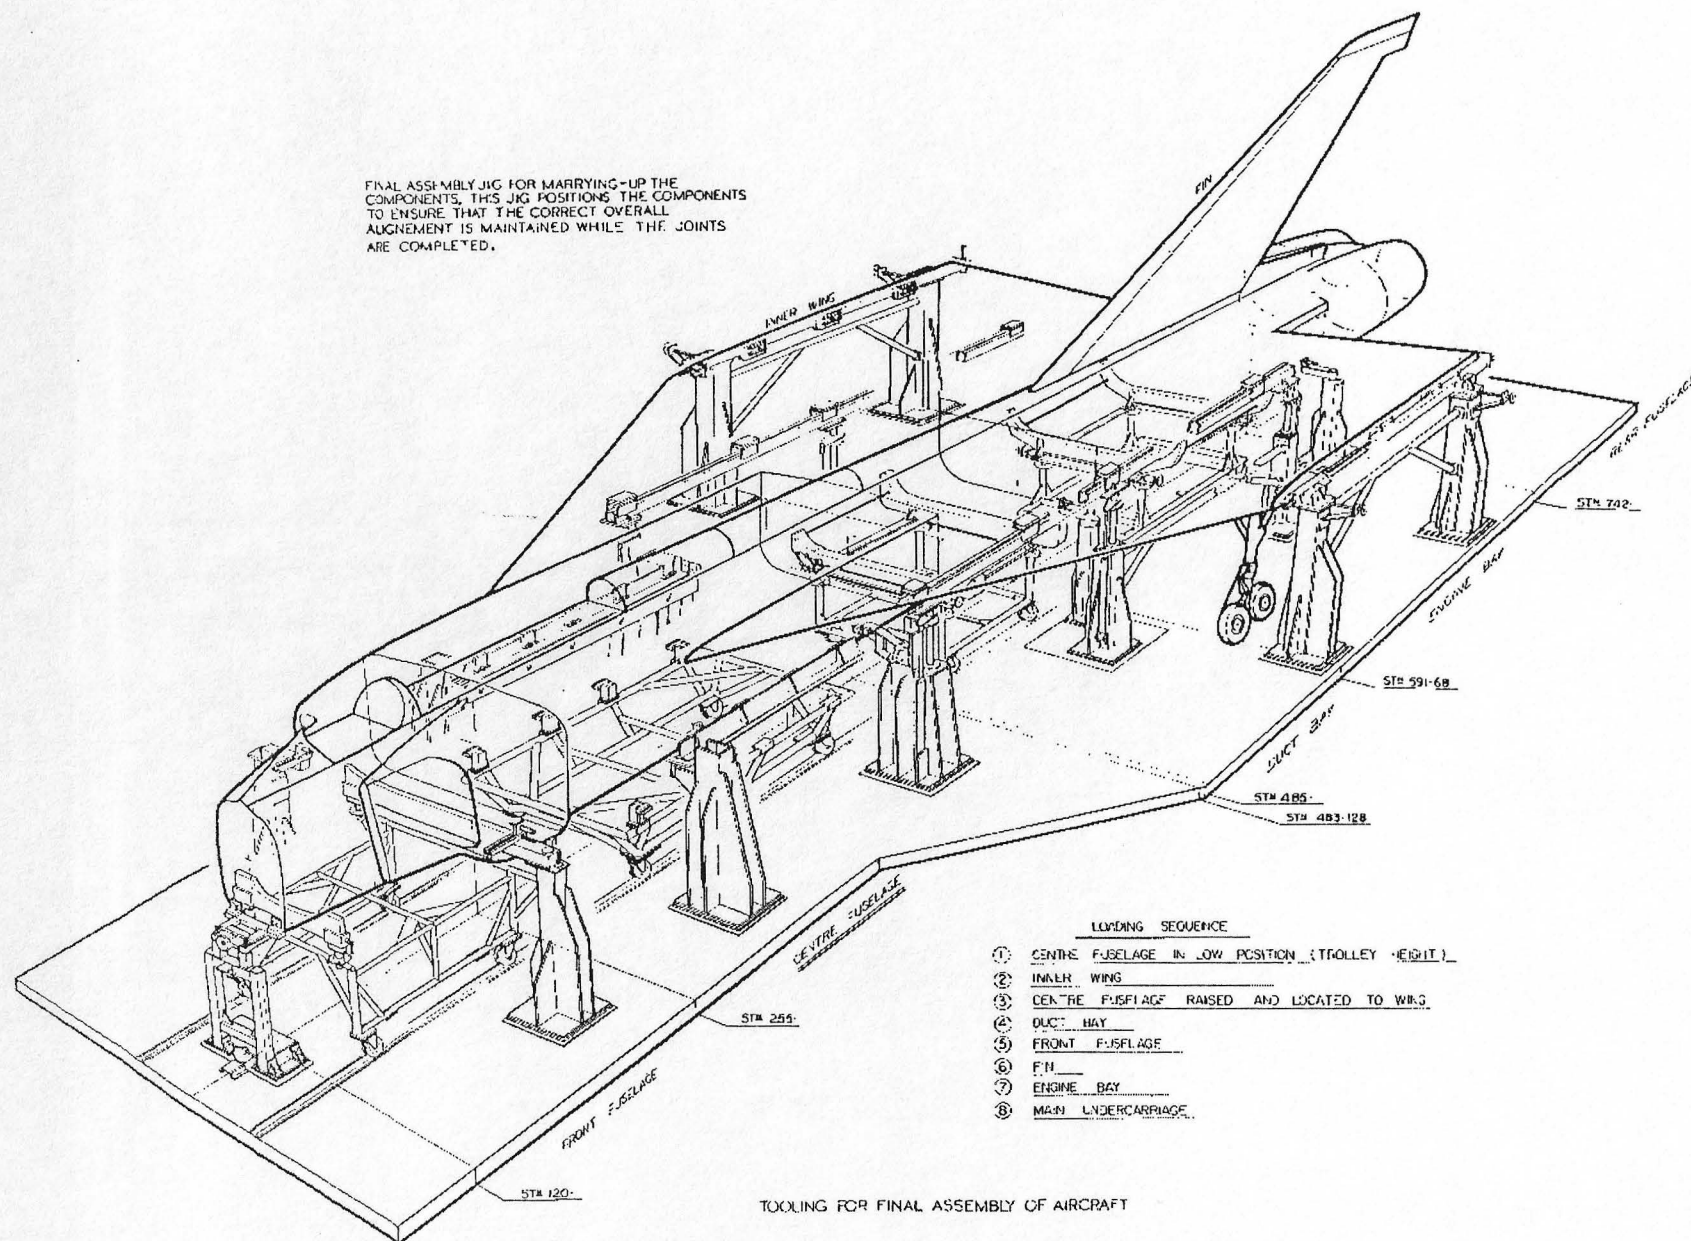 FINAL ASSEMBLY JIG FOR MARRYING-UP THE
COMPONENTS, THIS JIG POSITIONS THE COMPONENTS
TO ENSURE THAT THE CORRECT OVERALL
ALIGNEMENT IS MAINTAINED WHILE THE JOINTS
ARE COMPLETED.
FIN
INNER WING
REAR FUSELAGE
STN 742·
ENGINE BAY
STN 591·68
DUCT BAY
STN 485·
STN 483·128
CENTRE FUSELAGE
STN 255·
FRONT FUSELAGE
STN 120·
LOADING SEQUENCE
① CENTRE FUSELAGE IN LOW POSITION (TROLLEY HEIGHT)
② INNER WING
③ CENTRE FUSELAGE RAISED AND LOCATED TO WING
④ DUCT BAY
⑤ FRONT FUSELAGE
⑥ FIN
⑦ ENGINE BAY
⑧ MAIN UNDERCARRIAGE
TOOLING FOR FINAL ASSEMBLY OF AIRCRAFT